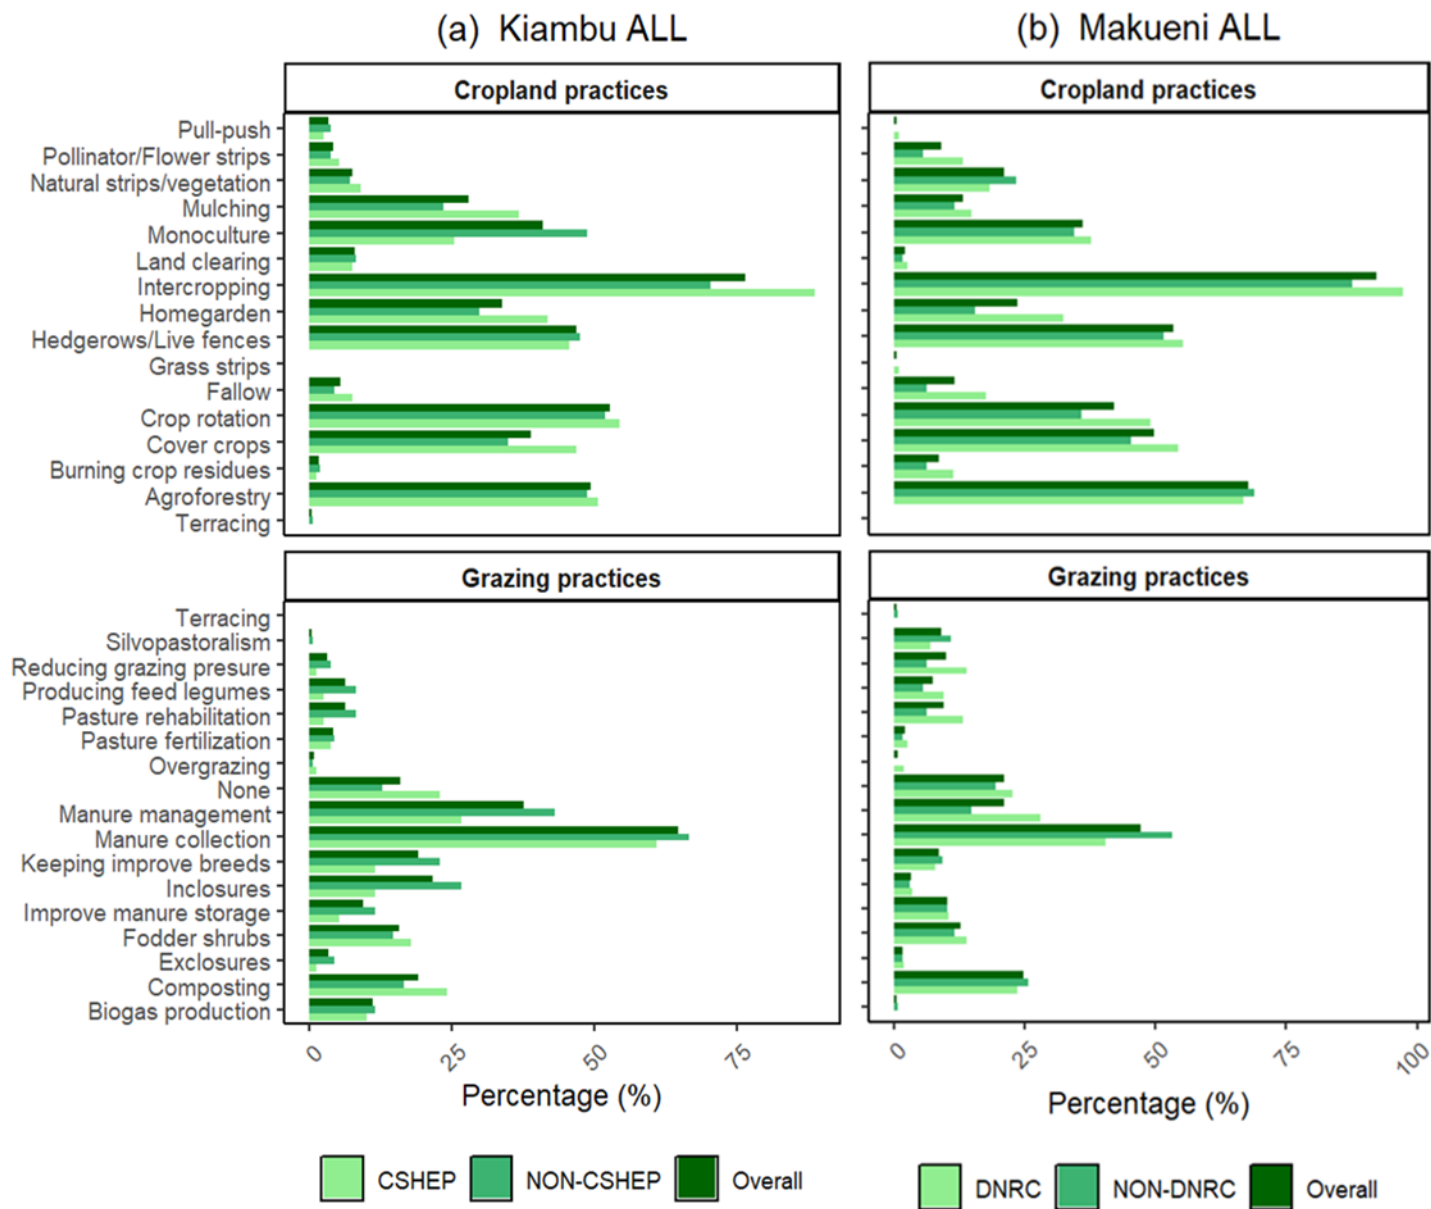 (a) Kiambu ALL
(b) Makueni ALL
Cropland practices
Cropland practices
Pull-push
Pollinator/Flower strips
Natural strips/vegetation
Mulching
Monoculture
Land clearing
Intercropping
Homegarden
Hedgerows/Live fences
Grass strips
Fallow
Crop rotation
Cover crops
Burning crop residues
Agroforestry
Terracing
Grazing practices
Grazing practices
Terracing
Silvopastoralism
Reducing grazing presure
Producing feed legumes
Pasture rehabilitation
Pasture fertilization
Overgrazing
None
Manure management
Manure collection
Keeping improve breeds
Inclosures
Improve manure storage
Fodder shrubs
Exclosures
Composting
Biogas production
0 25 50 75
0 25 50 75 100
Percentage (%)
Percentage (%)
CSHEP NON-CSHEP Overall
DNRC NON-DNRC Overall